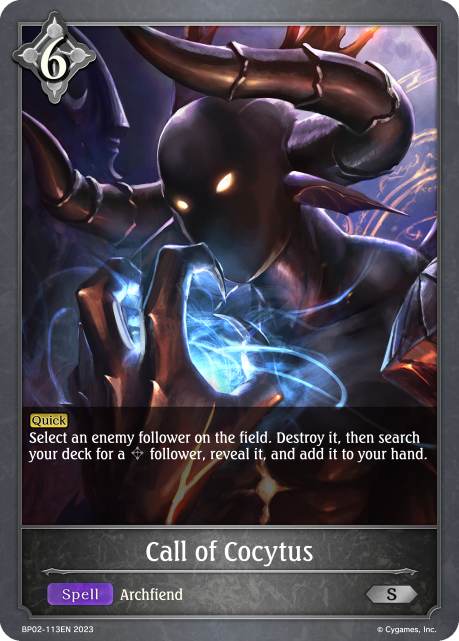 6
Quick
Select an enemy follower on the field. Destroy it, then search
your deck for a follower, reveal it, and add it to your hand.
Call of Cocytus
Spell Archfiend S
BP02-113EN 2023 © Cygames, Inc.